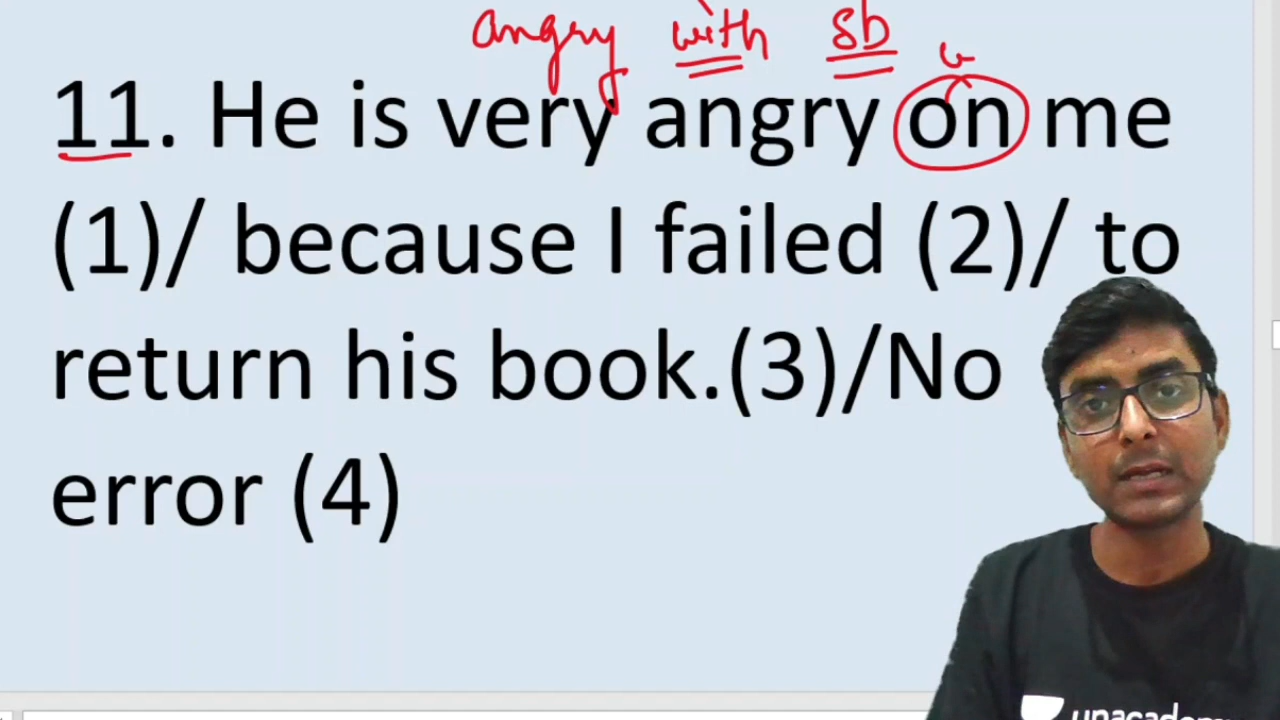 angry with sb
11. He is very angry on me
(1)/ because I failed (2)/ to
return his book.(3)/No
error (4)